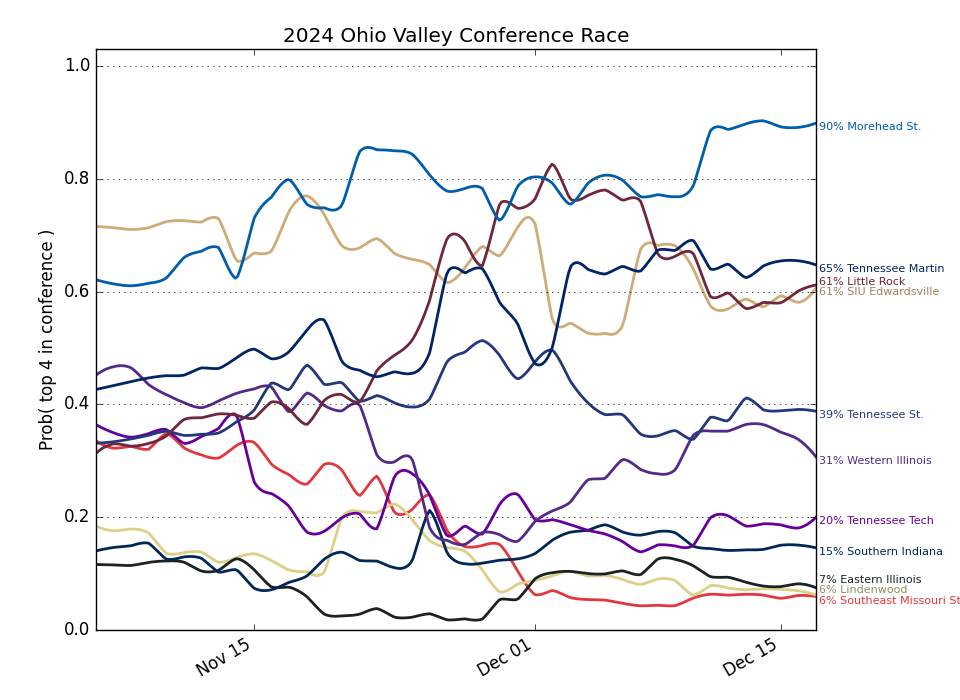 2024 Ohio Valley Conference Race
Prob( top 4 in conference )
1.0
0.8
0.6
0.4
0.2
0.0
Nov 15
Dec 01
Dec 15
90% Morehead St.
65% Tennessee Martin
61% Little Rock
61% SIU Edwardsville
39% Tennessee St.
31% Western Illinois
20% Tennessee Tech
15% Southern Indiana
7% Eastern Illinois
6% Lindenwood
6% Southeast Missouri St